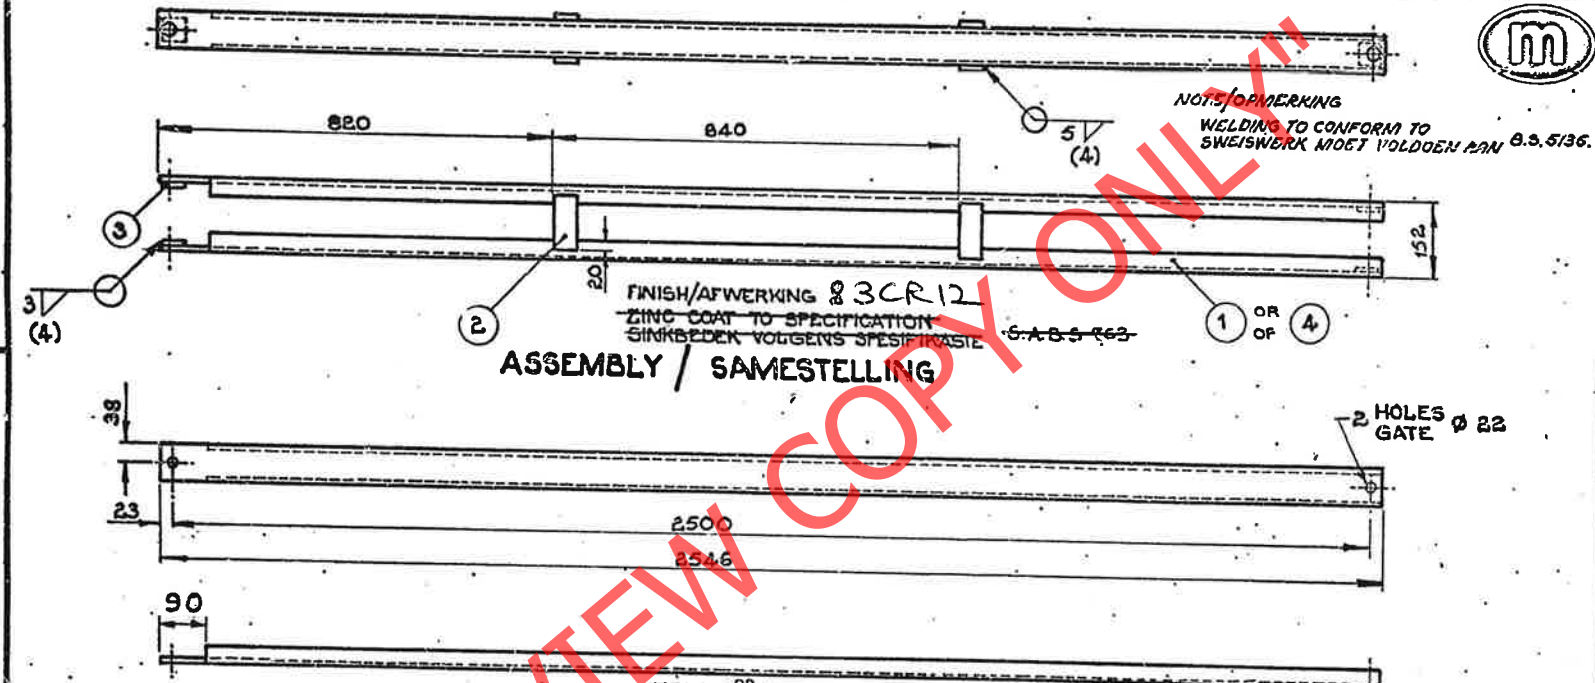 m
NOTE/OPMERKING
WELDING TO CONFORM TO
SWEISWERK MOET VOLDOEN AAN B.S. 5136.
820
840
5
(4)
3
152
20
3
(4)
2
FINISH/AFWERKING 3CR12
ZINC COAT TO SPECIFICATION
SINKBEDEK VOLGENS SPESIFIKASIE S.A.B.S 763
1 OR
OF 4
ASSEMBLY / SAMESTELLING
38
2 HOLES
GATE Ø 22
23
2500
2546
90
VIEW COPY ONLY"